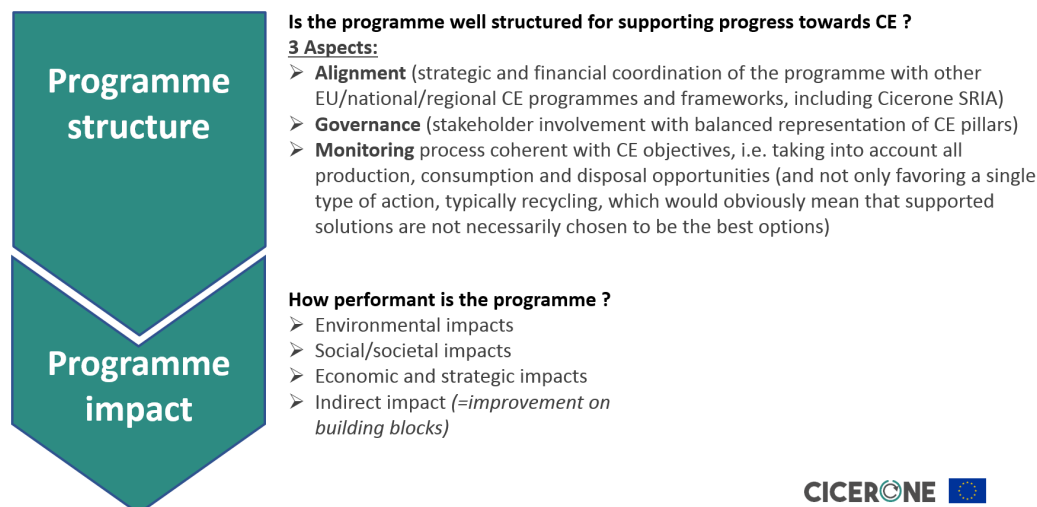 Programme
structure
Is the programme well structured for supporting progress towards CE ?
3 Aspects:
➢ Alignment (strategic and financial coordination of the programme with other
EU/national/regional CE programmes and frameworks, including Cicerone SRIA)
➢ Governance (stakeholder involvement with balanced representation of CE pillars)
➢ Monitoring process coherent with CE objectives, i.e. taking into account all
production, consumption and disposal opportunities (and not only favoring a single
type of action, typically recycling, which would obviously mean that supported
solutions are not necessarily chosen to be the best options)
Programme
impact
How performant is the programme ?
➢ Environmental impacts
➢ Social/societal impacts
➢ Economic and strategic impacts
➢ Indirect impact (=improvement on
building blocks)
CICERONE